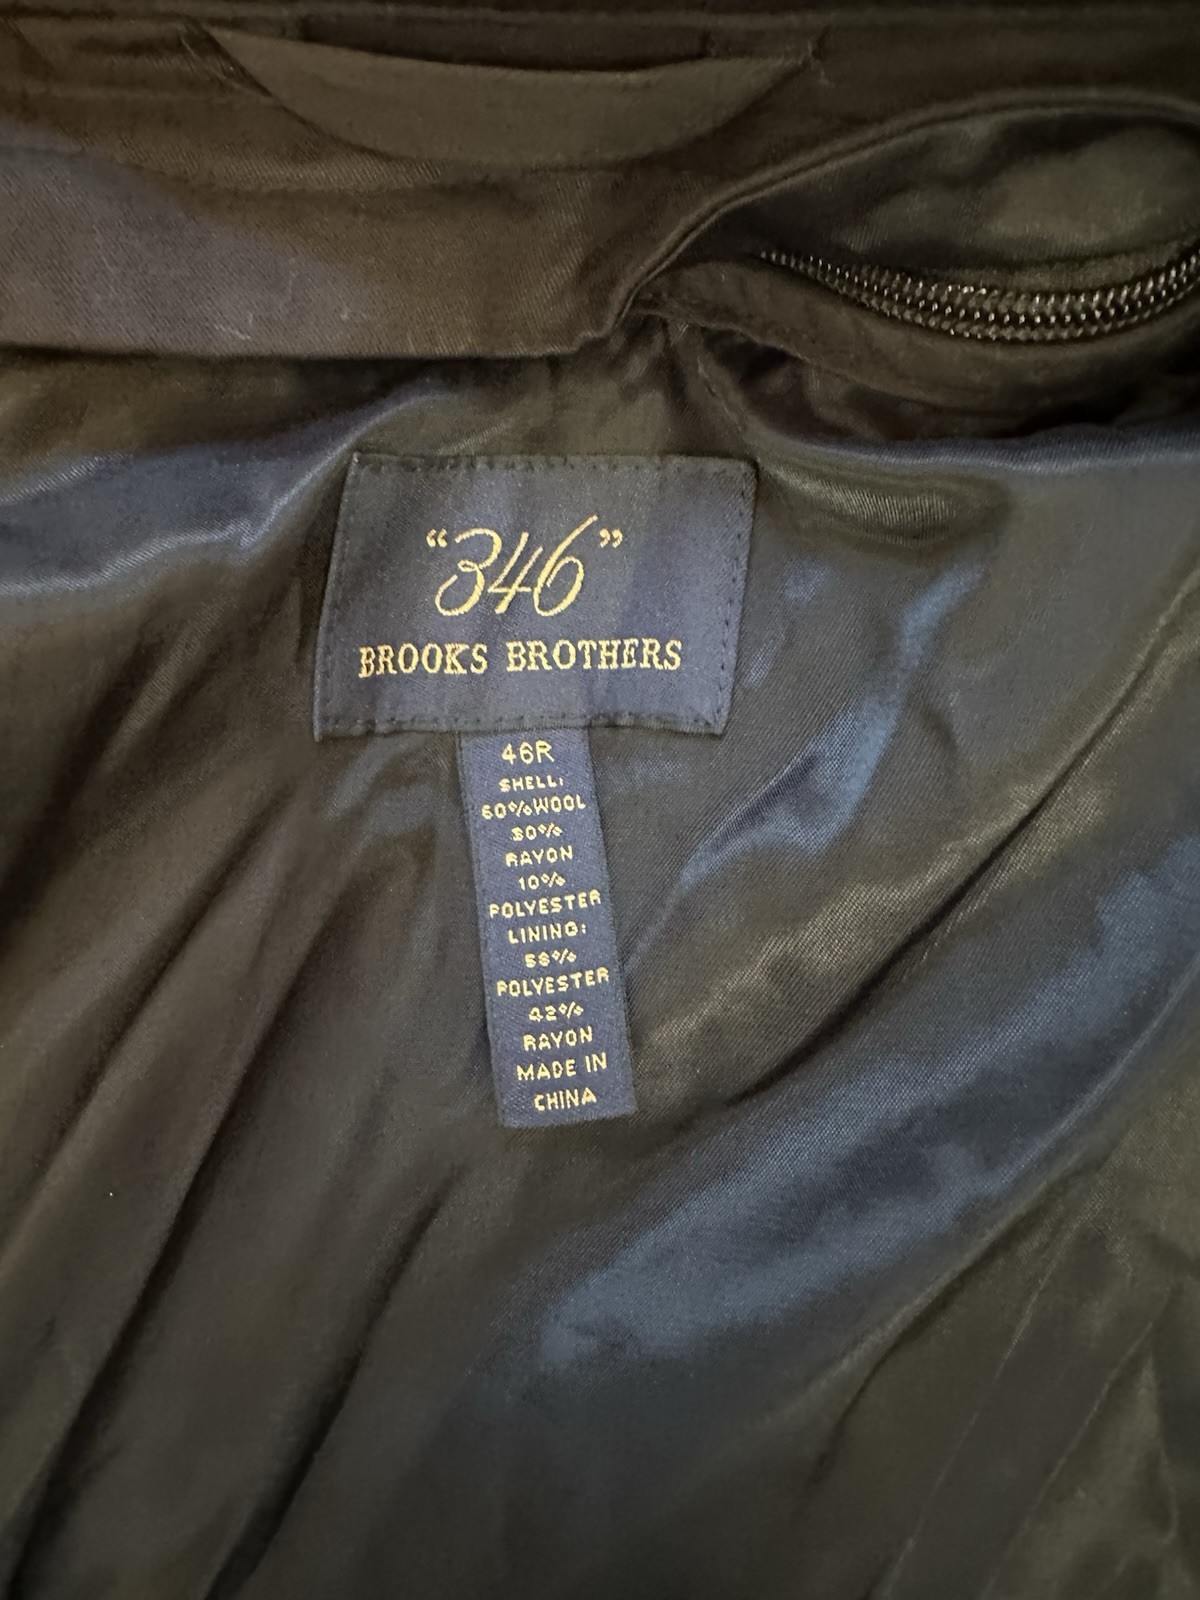 “346”
BROOKS BROTHERS
46R
SHELL:
60%WOOL
30%
RAYON
10%
POLYESTER
LINING:
58%
POLYESTER
42%
RAYON
MADE IN
CHINA